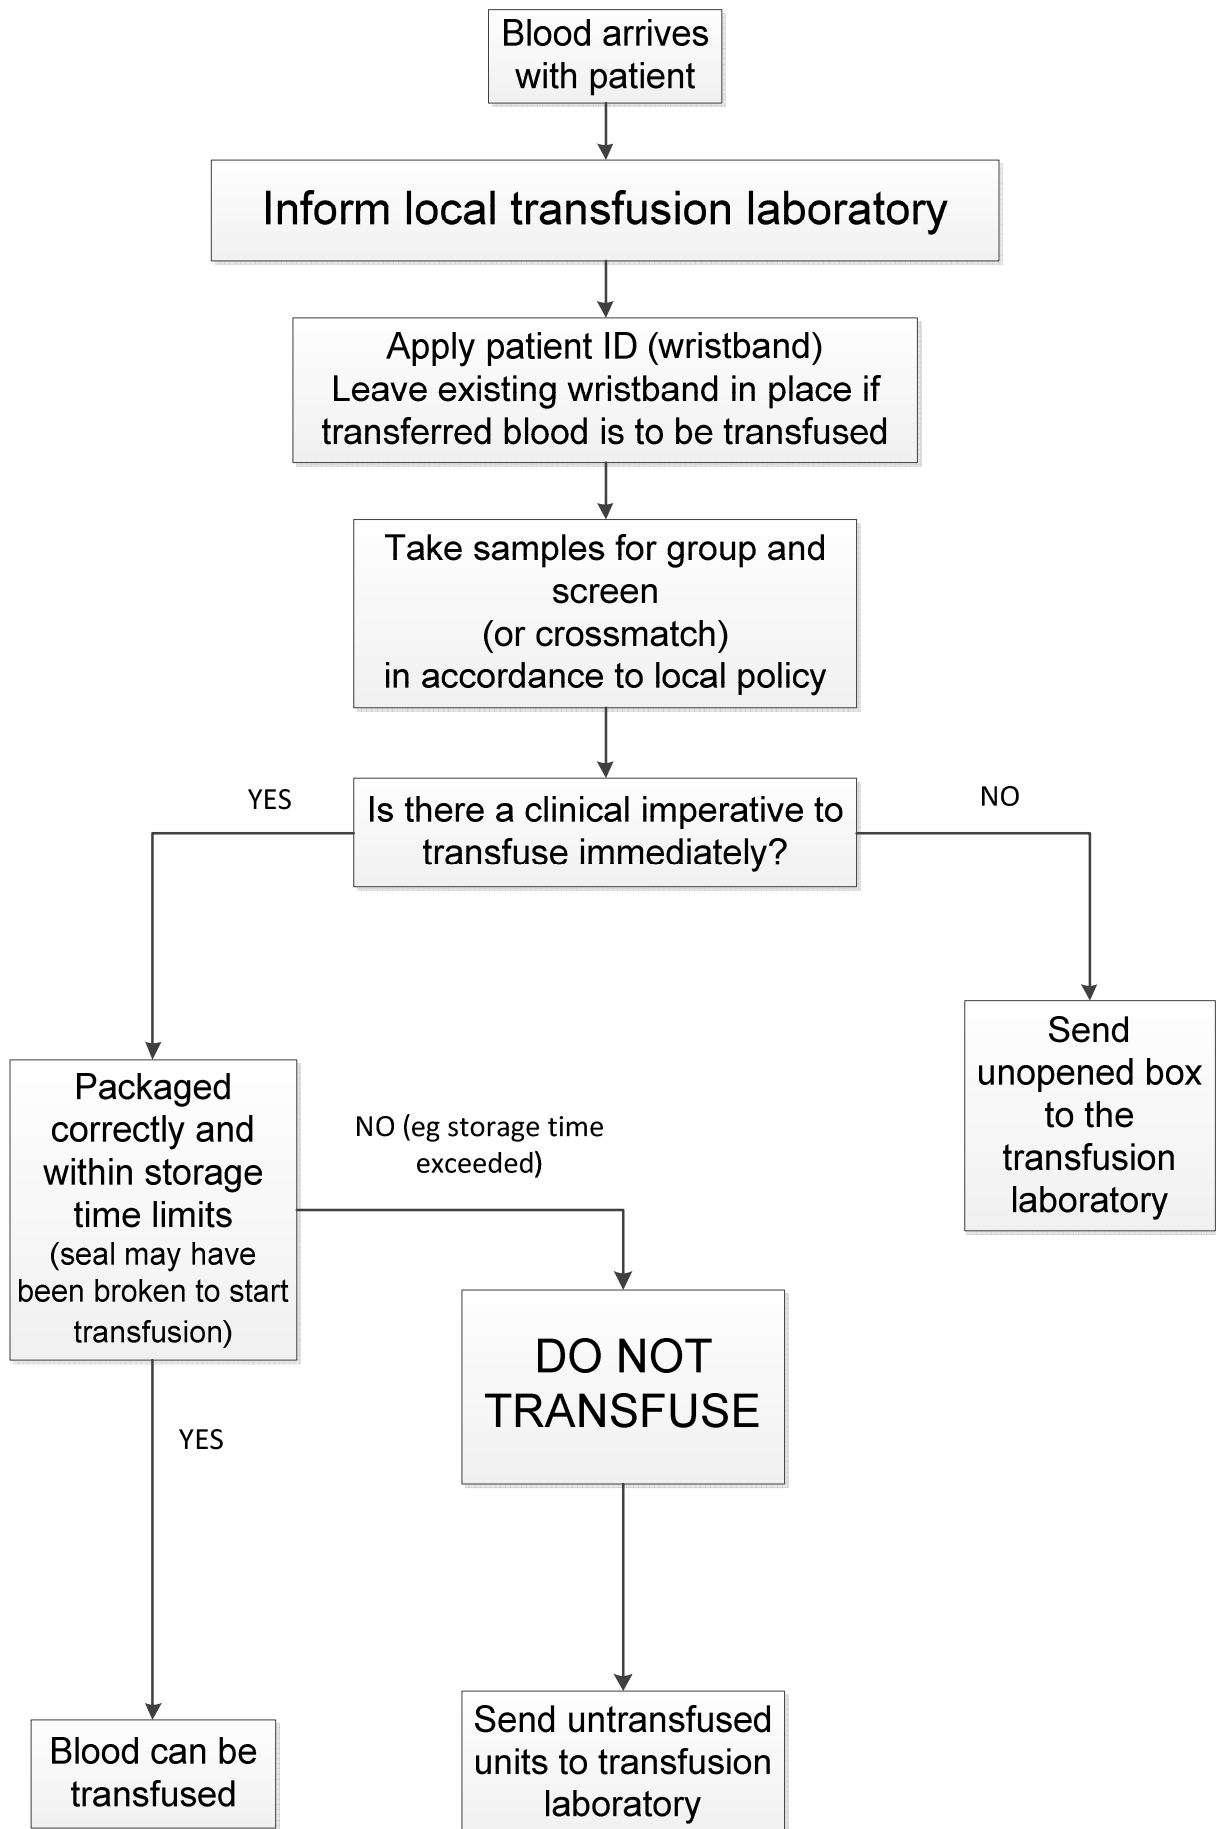 Blood arrives
with patient
Inform local transfusion laboratory
Apply patient ID (wristband)
Leave existing wristband in place if
transferred blood is to be transfused
Take samples for group and
screen
(or crossmatch)
in accordance to local policy
YES
Is there a clinical imperative to
transfuse immediately?
NO
Send
unopened box
to the
transfusion
laboratory
Packaged
correctly and
within storage
time limits
(seal may have
been broken to start
transfusion)
NO (eg storage time
exceeded)
DO NOT
TRANSFUSE
YES
Blood can be
transfused
Send untransfused
units to transfusion
laboratory